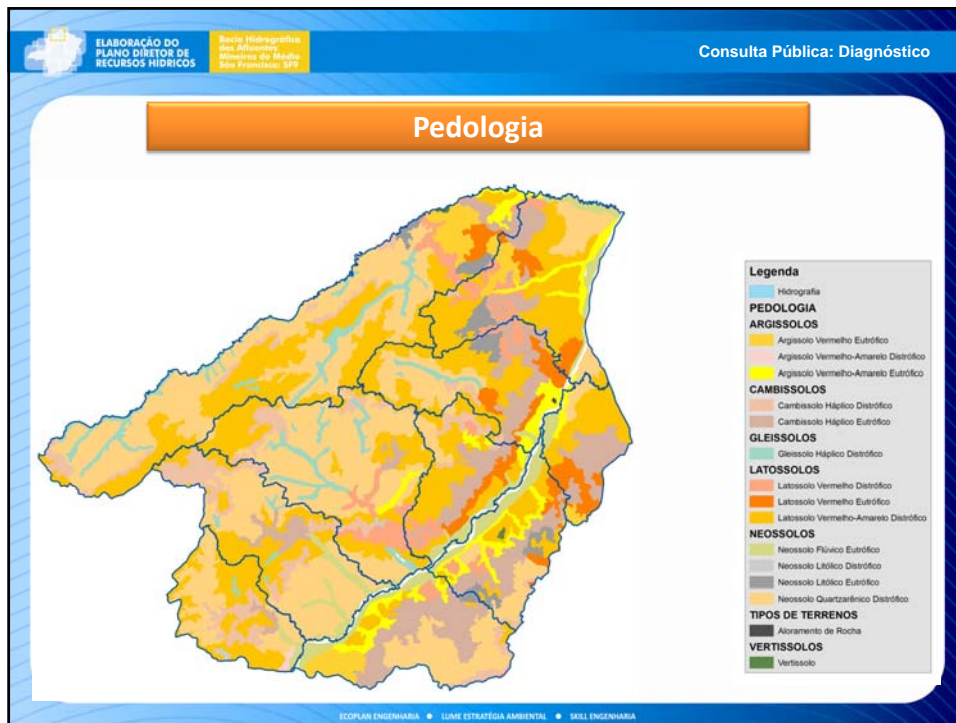 ELABORAÇÃO DO
PLANO DIRETOR DE
RECURSOS HÍDRICOS
Bacia Hidrográfica
dos Afluentes
Mineiros do Médio
São Francisco: SF9
Consulta Pública: Diagnóstico
Pedologia
Legenda
Hidrografia
PEDOLOGIA
ARGISSOLOS
Argissolo Vermelho Eutrófico
Argissolo Vermelho-Amarelo Distrófico
Argissolo Vermelho-Amarelo Eutrófico
CAMBISSOLOS
Cambissolo Háplico Distrófico
Cambissolo Háplico Eutrófico
GLEISSOLOS
Gleissolo Háplico Distrófico
LATOSSOLOS
Latossolo Vermelho Distrófico
Latossolo Vermelho Eutrófico
Latossolo Vermelho-Amarelo Distrófico
NEOSSOLOS
Neossolo Flúvico Eutrófico
Neossolo Litólico Distrófico
Neossolo Litólico Eutrófico
Neossolo Quartzarênico Distrófico
TIPOS DE TERRENOS
Afloramento de Rocha
VERTISSOLOS
Vertissolo
ECOPLAN ENGENHARIA ● LUME ESTRATÉGIA AMBIENTAL ● SKILL ENGENHARIA